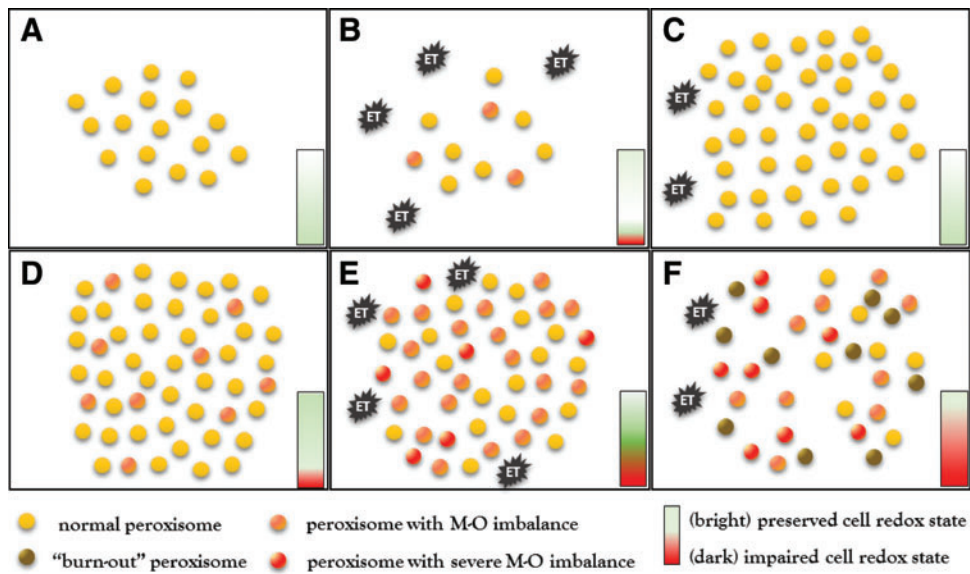 A
B
C
ET
ET
ET
ET
ET
ET
D
E
F
ET
ET
ET
ET
ET
ET
normal peroxisome
peroxisome with M-O imbalance
(bright) preserved cell redox state
"burn-out" peroxisome
peroxisome with severe M-O imbalance
(dark) impaired cell redox state